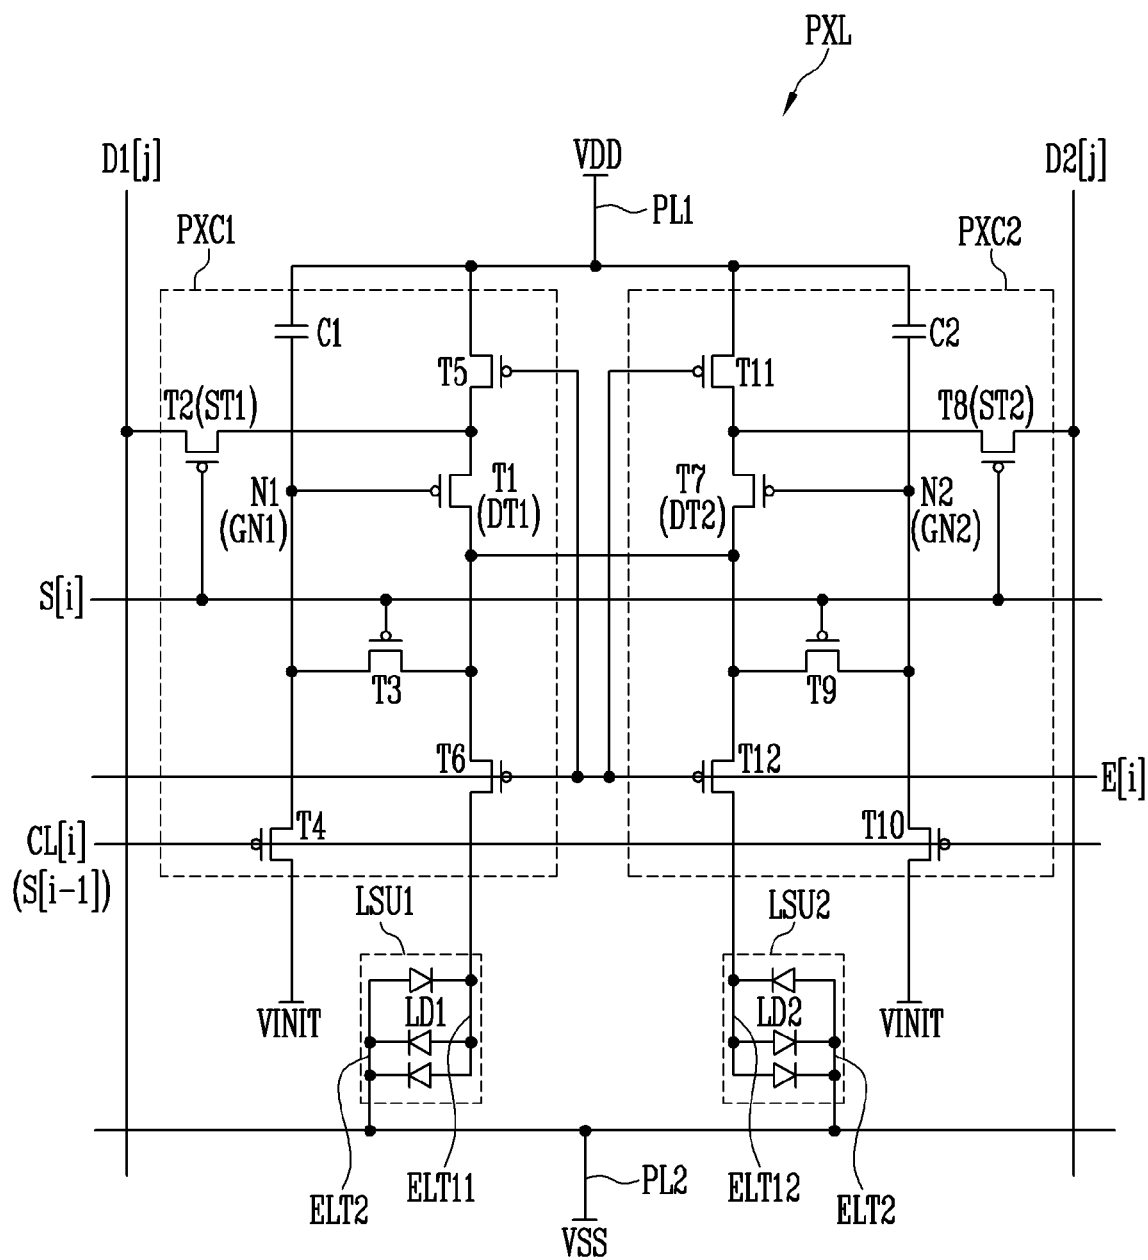 PXL
D1[j]
VDD
D2[j]
PL1
PXC1
PXC2
C1
C2
T5
T11
T2(ST1)
T8(ST2)
N1
(GN1)
T1
(DT1)
T7
(DT2)
N2
(GN2)
S[i]
T3
T9
T6
T12
E[i]
CL[i]
(S[i-1])
T4
T10
LSU1
LSU2
VINIT
LD1
LD2
VINIT
ELT2
ELT11
PL2
ELT12
ELT2
VSS